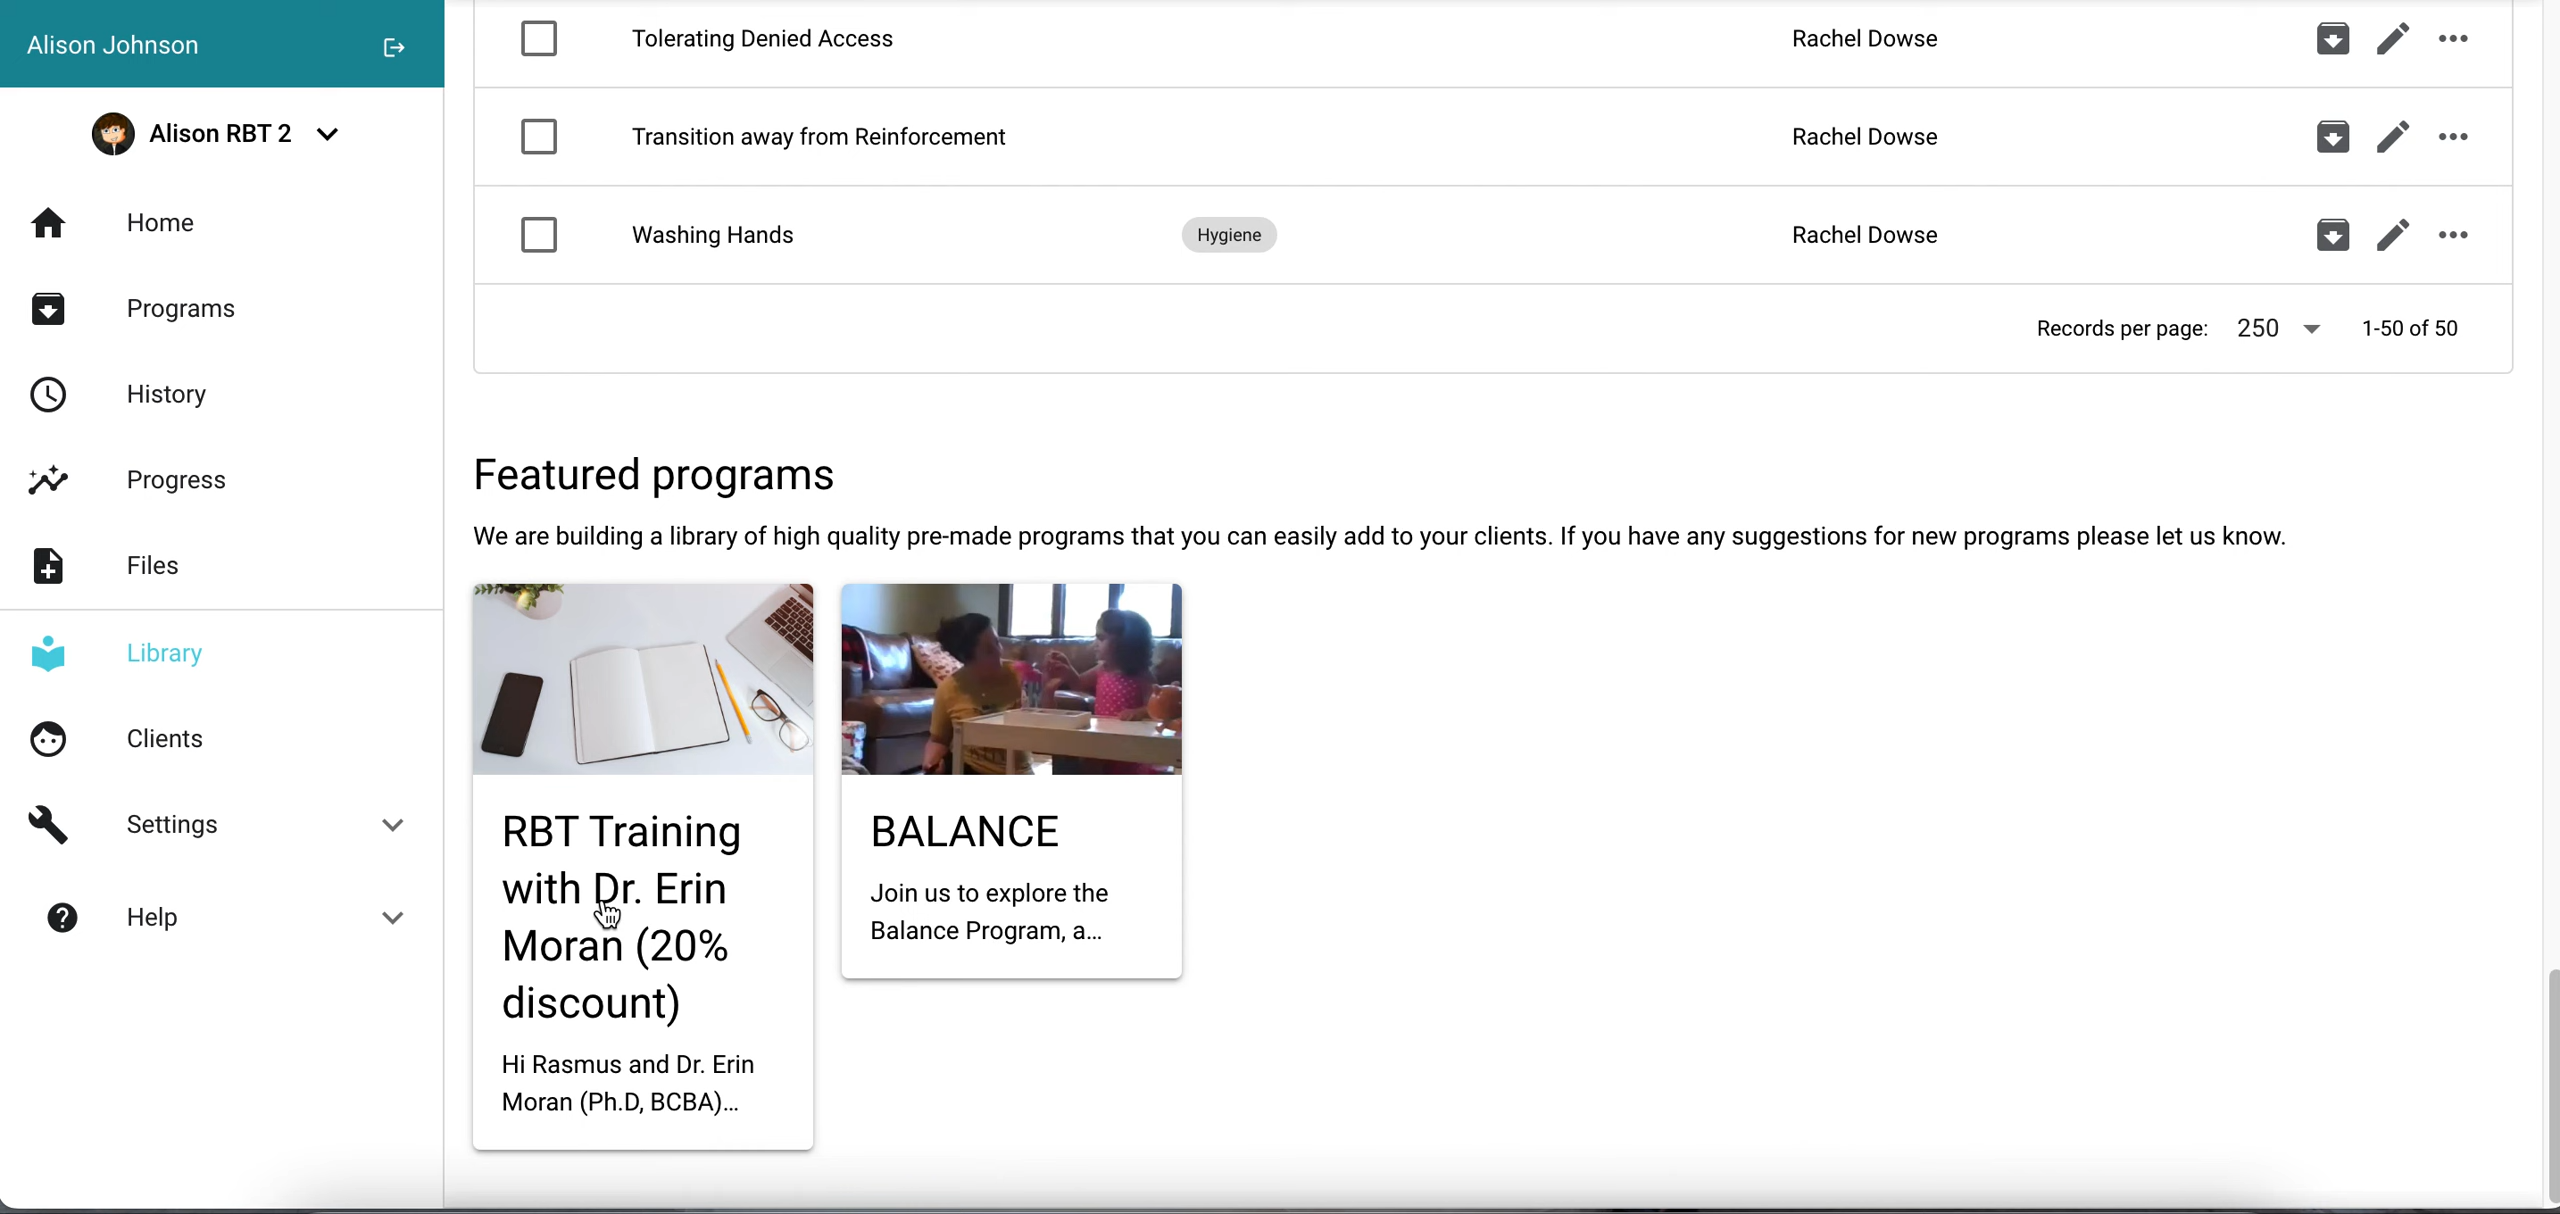 Alison Johnson
Alison RBT 2
Home
Programs
History
Progress
Files
Library
Clients
Settings
Help
Tolerating Denied Access Rachel Dowse
Transition away from Reinforcement Rachel Dowse
Washing Hands Hygiene Rachel Dowse
Records per page: 250 1-50 of 50
Featured programs
We are building a library of high quality pre-made programs that you can easily add to your clients. If you have any suggestions for new programs please let us know.
RBT Training
with Dr. Erin
Moran (20%
discount)
Hi Rasmus and Dr. Erin
Moran (Ph.D, BCBA)...
BALANCE
Join us to explore the
Balance Program, a...